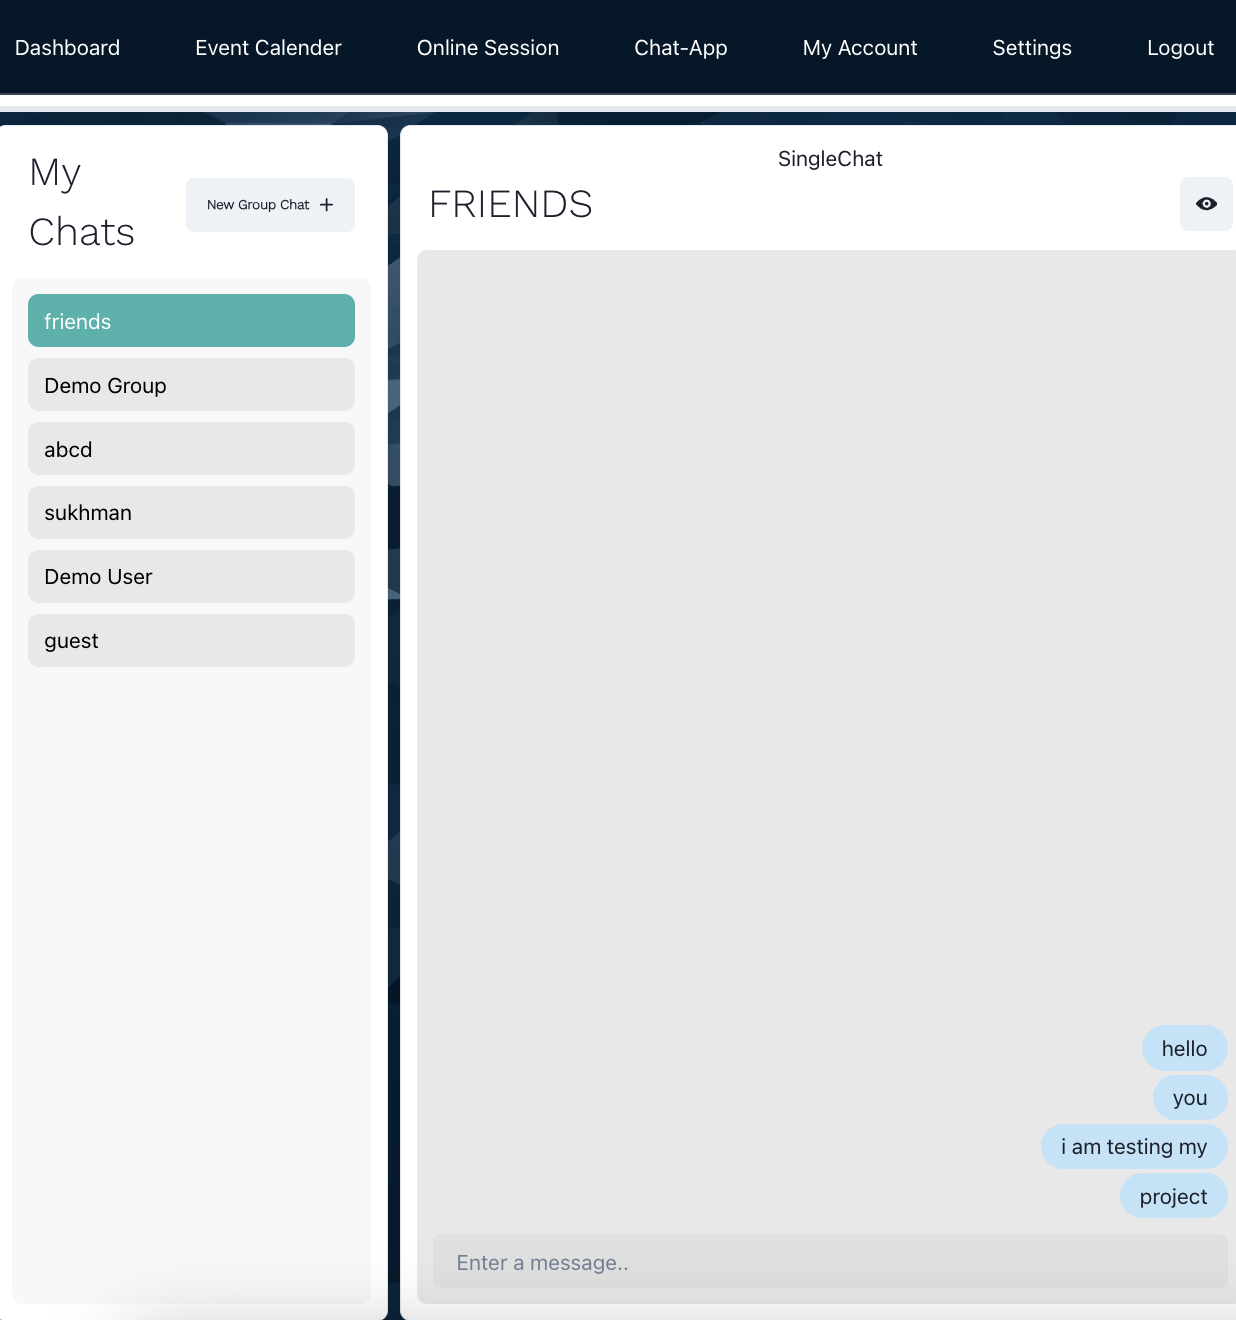 Dashboard Event Calender Online Session Chat-App My Account Settings Logout
My
Chats
New Group Chat +
friends
Demo Group
abcd
sukhman
Demo User
guest
SingleChat
FRIENDS
hello
you
i am testing my
project
Enter a message..